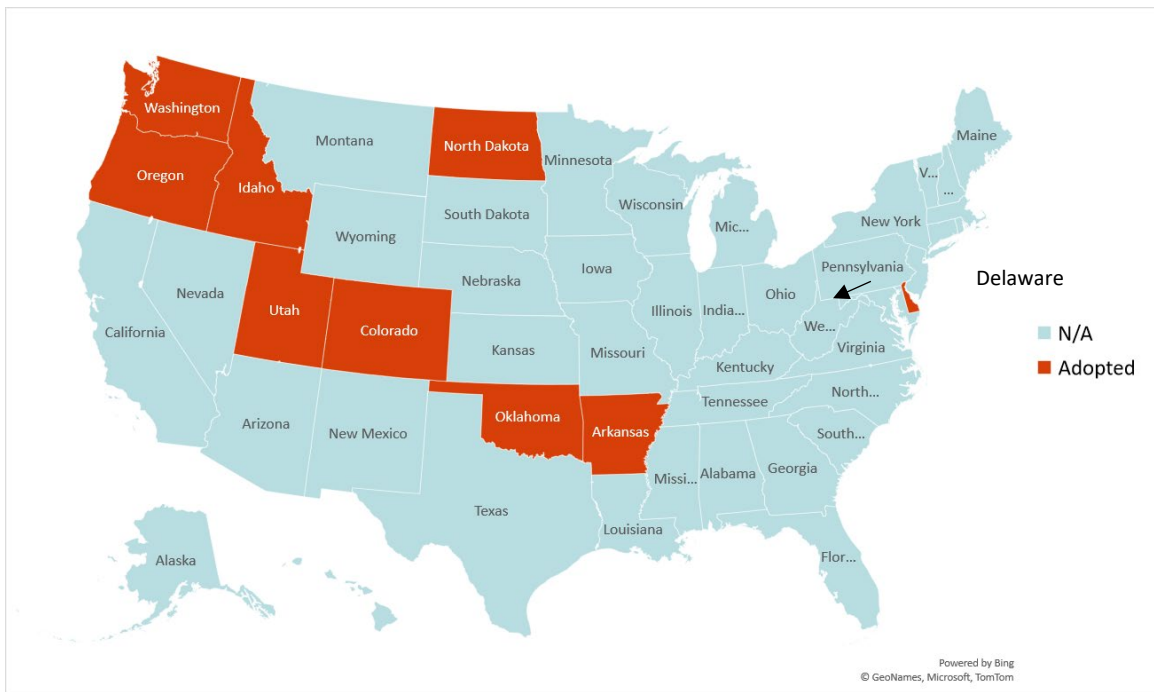 Washington
Montana
North Dakota
Minnesota
Maine
Oregon
Idaho
V...
...
South Dakota
Wisconsin
Mic...
New York
Wyoming
Iowa
Pennsylvania
Delaware
Nebraska
Nevada
Ohio
Utah
Illinois
India...
California
Colorado
We...
N/A
Kansas
Missouri
Virginia
Kentucky
Adopted
Tennessee
North...
Oklahoma
Arkansas
Arizona
New Mexico
South...
Missi...
Alabama
Georgia
Texas
Louisiana
Alaska
Flor...
Powered by Bing
© GeoNames, Microsoft, TomTom